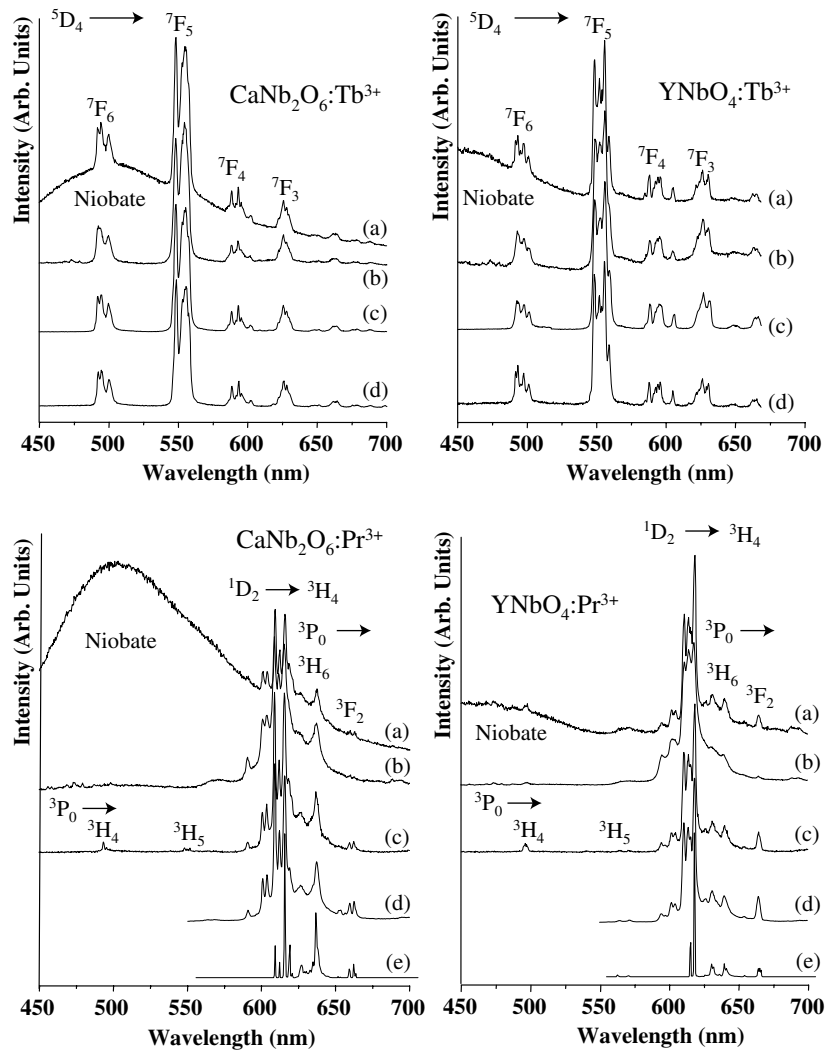 ⁵D₄ ⟶ ⁷F₅
CaNb₂O₆:Tb³⁺
⁷F₆
⁷F₄
⁷F₃
Niobate
(a)
(b)
(c)
(d)
Intensity (Arb. Units)
450 500 550 600 650 700
Wavelength (nm)
⁵D₄ ⟶ ⁷F₅
YNbO₄:Tb³⁺
⁷F₆
⁷F₄
⁷F₃
Niobate
(a)
(b)
(c)
(d)
Intensity (Arb. Units)
450 500 550 600 650 700
Wavelength (nm)
CaNb₂O₆:Pr³⁺
¹D₂ ⟶ ³H₄
³P₀ ⟶
Niobate
³H₆
³F₂
(a)
(b)
³P₀ ⟶
³H₄
³H₅
(c)
(d)
(e)
Intensity (Arb. Units)
450 500 550 600 650 700
Wavelength (nm)
¹D₂ ⟶ ³H₄
YNbO₄:Pr³⁺
³P₀ ⟶
³H₆
³F₂
Niobate
(a)
(b)
³P₀ ⟶
³H₄
³H₅
(c)
(d)
(e)
Intensity (Arb. Units)
450 500 550 600 650 700
Wavelength (nm)